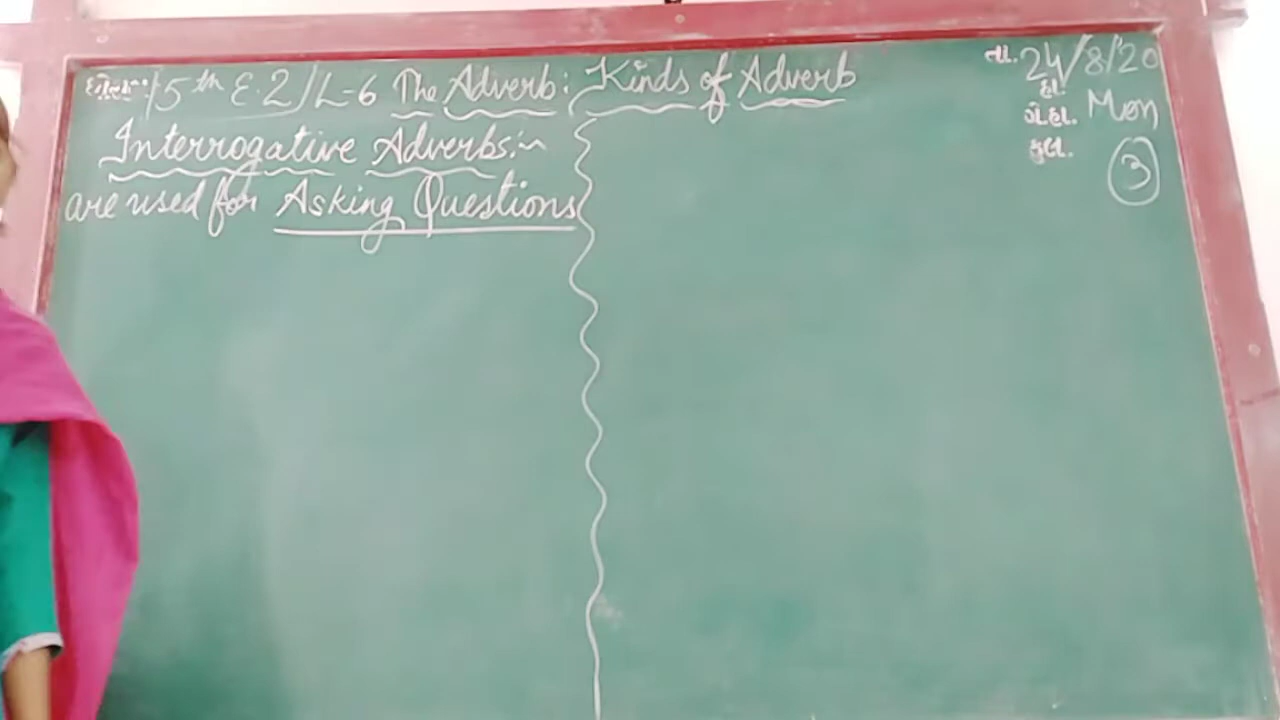 5th E.2 / L-6 The Adverb : Kinds of Adverb
તા. 24/8/20
હા.
ગે.હા. Mon
કુલ.
3
Interrogative Adverbs:~
are used for Asking Questions